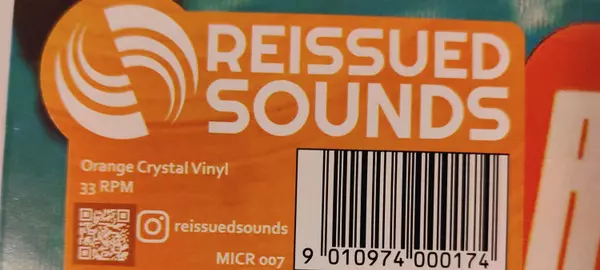 REISSUED
SOUNDS
Orange Crystal Vinyl
33 RPM
reissuedsounds
MICR 007
9 010974 000174